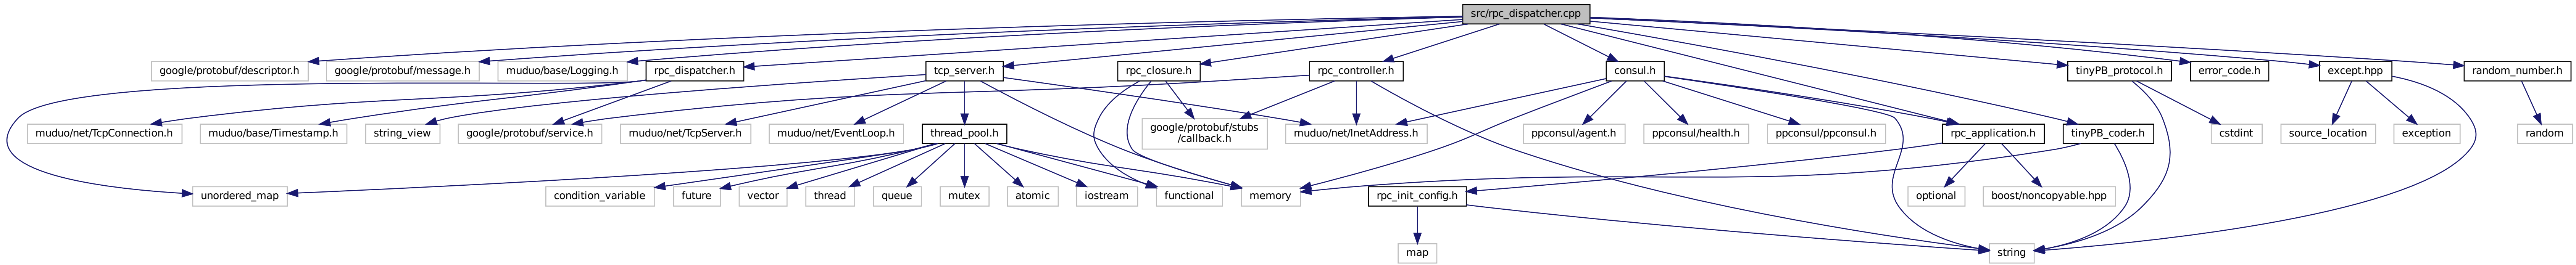 src/rpc_dispatcher.cpp
google/protobuf/descriptor.h
google/protobuf/message.h
muduo/base/Logging.h
rpc_dispatcher.h
tcp_server.h
rpc_closure.h
rpc_controller.h
consul.h
tinyPB_protocol.h
error_code.h
except.hpp
random_number.h
muduo/net/TcpConnection.h
muduo/base/Timestamp.h
string_view
google/protobuf/service.h
muduo/net/TcpServer.h
muduo/net/EventLoop.h
thread_pool.h
google/protobuf/stubs
/callback.h
muduo/net/InetAddress.h
ppconsul/agent.h
ppconsul/health.h
ppconsul/ppconsul.h
rpc_application.h
tinyPB_coder.h
cstdint
source_location
exception
random
unordered_map
condition_variable
future
vector
thread
queue
mutex
atomic
iostream
functional
memory
rpc_init_config.h
optional
boost/noncopyable.hpp
map
string